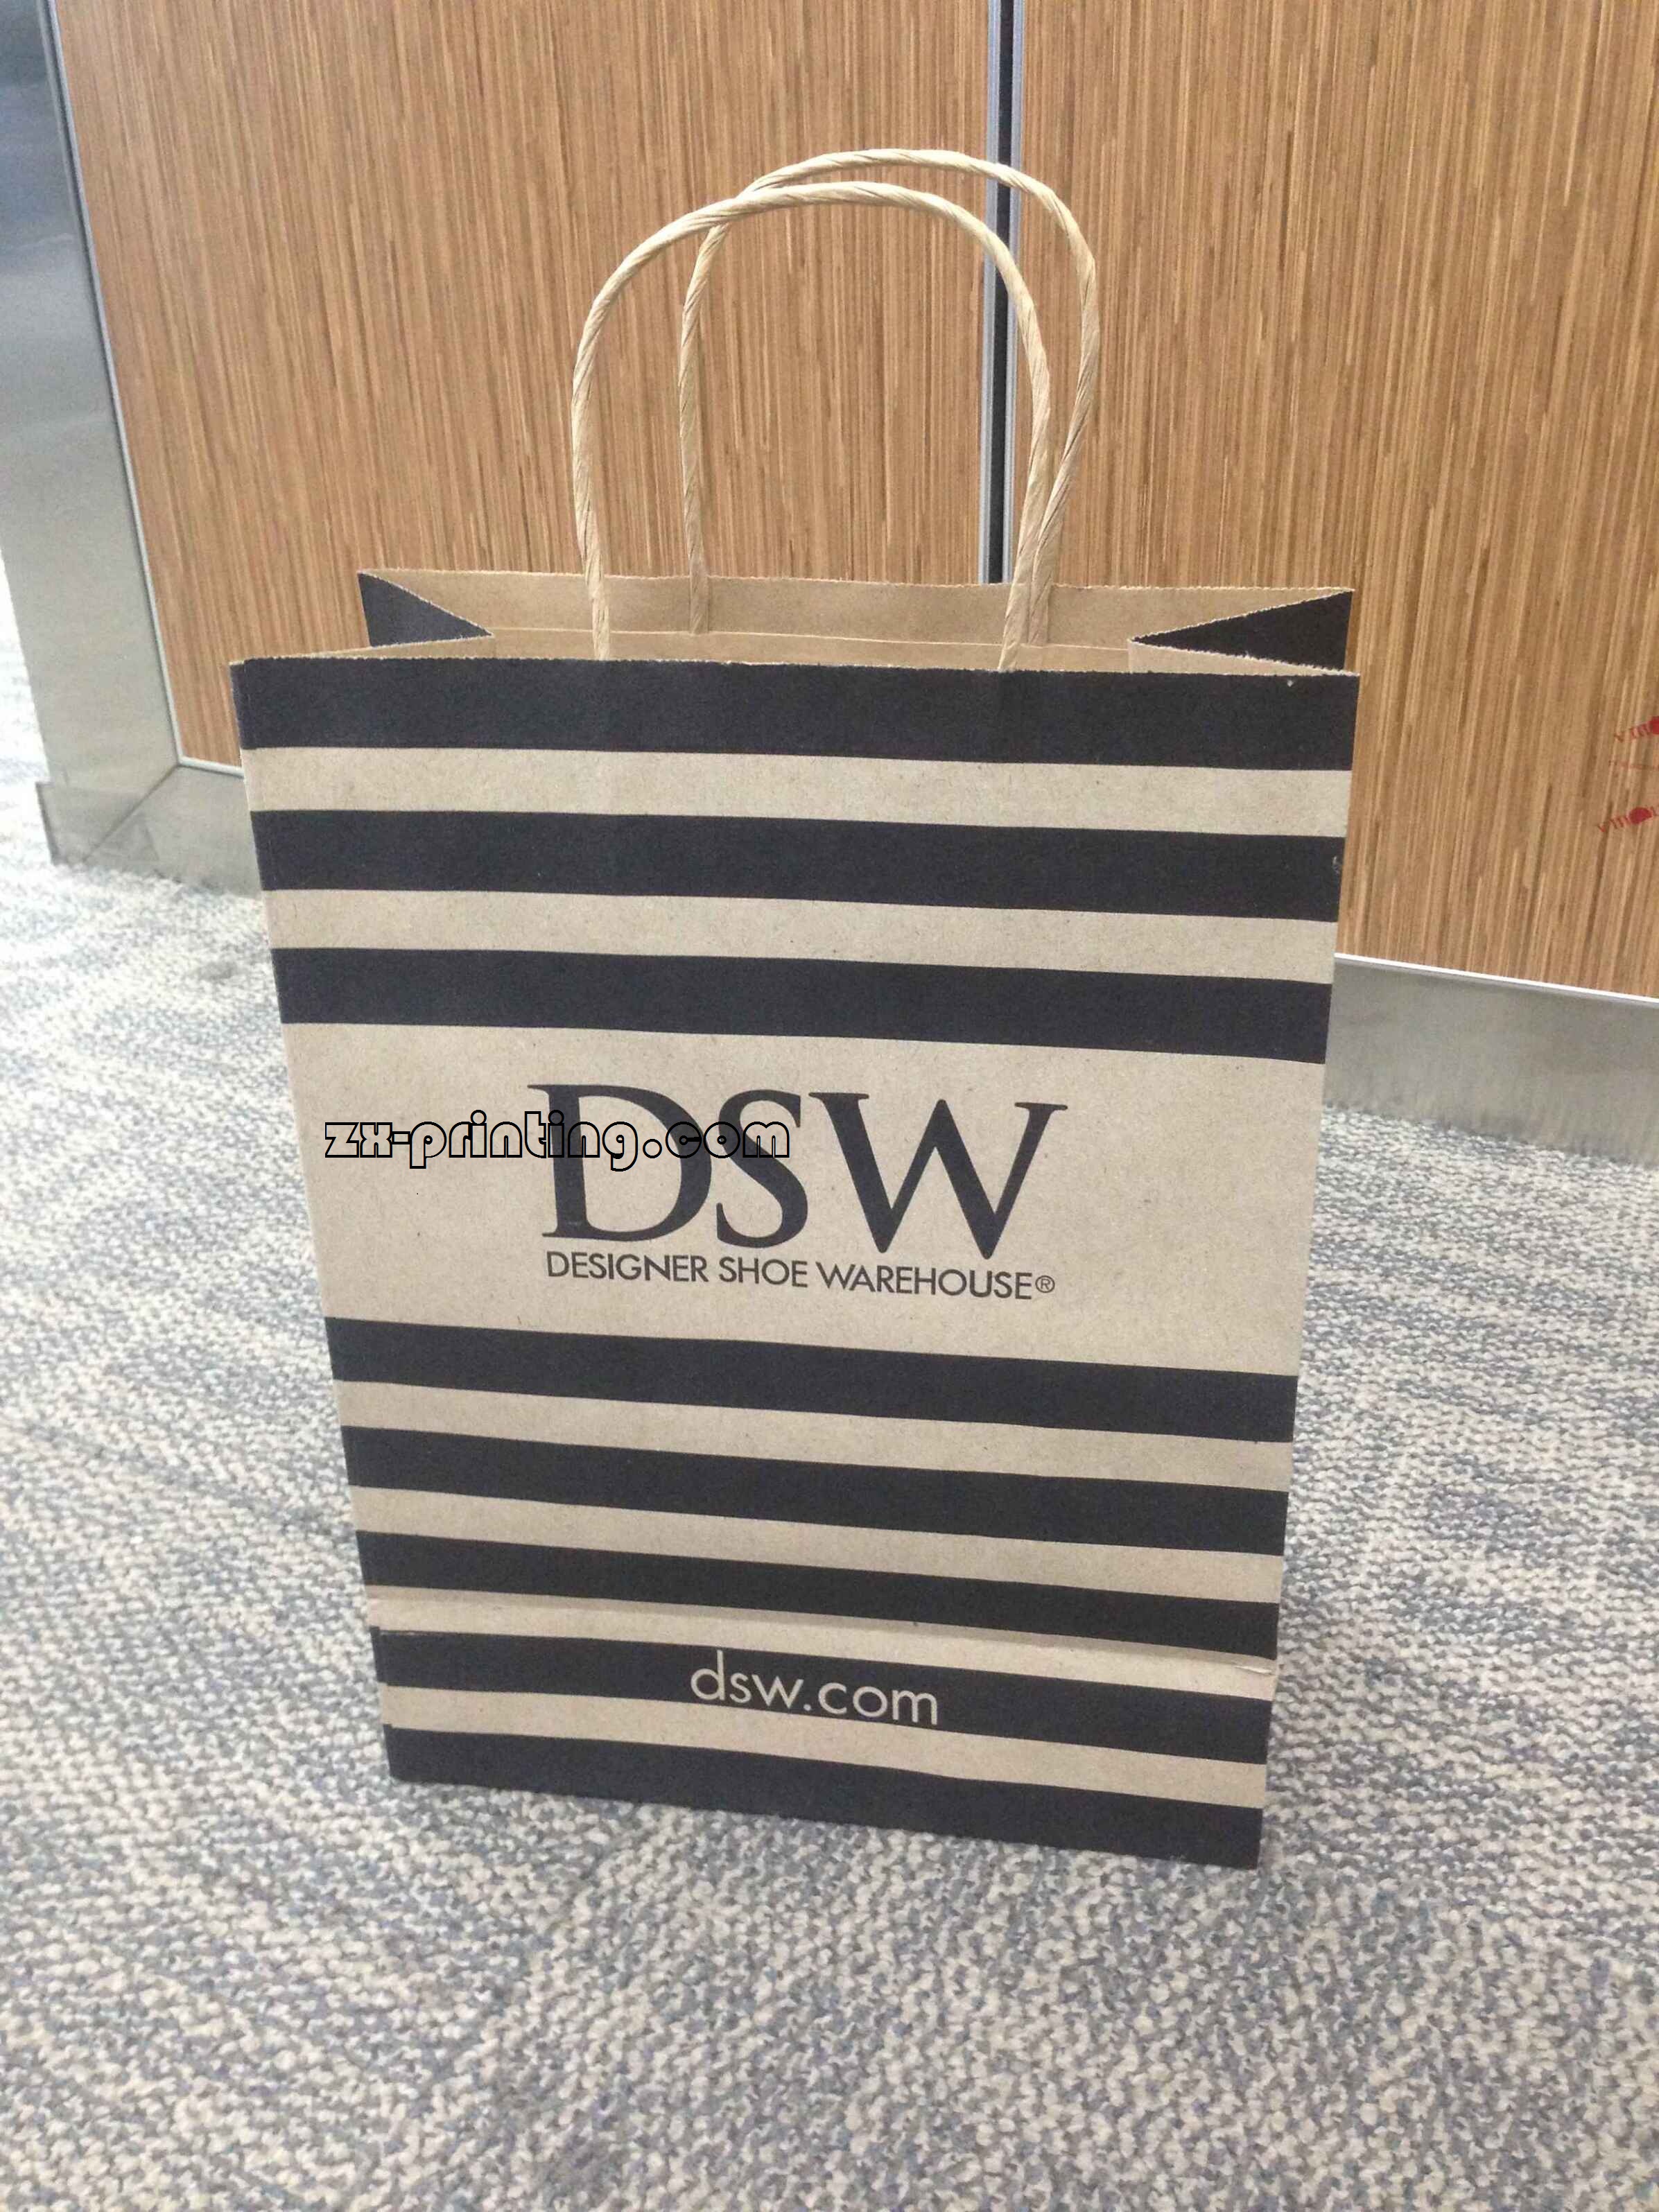 DSW
zx-printing.com
DESIGNER SHOE WAREHOUSE®
dsw.com